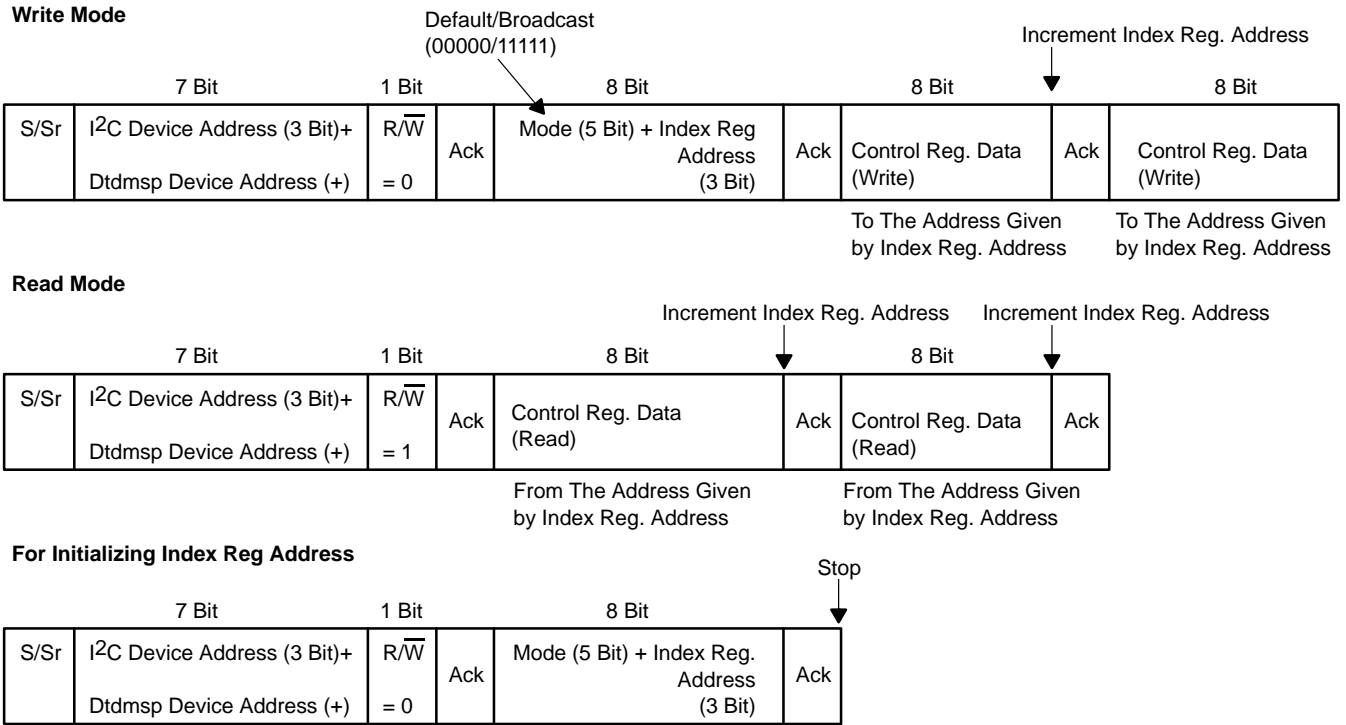 Write Mode
Default/Broadcast
(00000/11111)
Increment Index Reg. Address
7 Bit 1 Bit 8 Bit 8 Bit 8 Bit
S/Sr
I2C Device Address (3 Bit)+
Dtdmsp Device Address (+)
R/W̅
= 0
Ack
Mode (5 Bit) + Index Reg
Address
(3 Bit)
Ack
Control Reg. Data
(Write)
Ack
Control Reg. Data
(Write)
To The Address Given
by Index Reg. Address
To The Address Given
by Index Reg. Address
Read Mode
Increment Index Reg. Address Increment Index Reg. Address
7 Bit 1 Bit 8 Bit 8 Bit
S/Sr
I2C Device Address (3 Bit)+
Dtdmsp Device Address (+)
R/W̅
= 1
Ack
Control Reg. Data
(Read)
Ack
Control Reg. Data
(Read)
Ack
From The Address Given
by Index Reg. Address
From The Address Given
by Index Reg. Address
For Initializing Index Reg Address
Stop
7 Bit 1 Bit 8 Bit
S/Sr
I2C Device Address (3 Bit)+
Dtdmsp Device Address (+)
R/W̅
= 0
Ack
Mode (5 Bit) + Index Reg.
Address
(3 Bit)
Ack